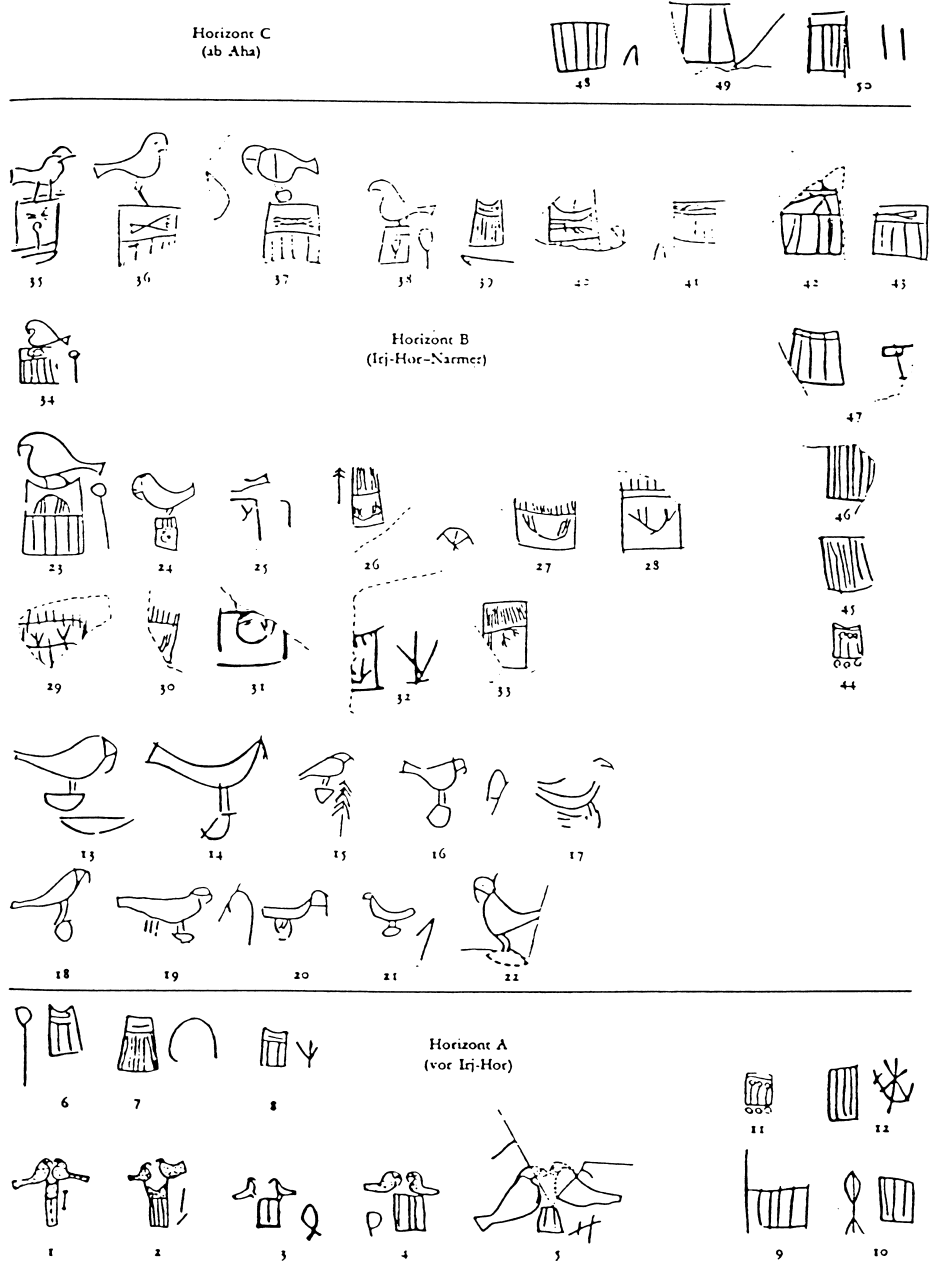 Horizont C
(ab Aha)
48 49 50
35 36 37 38 39 40 41 42 43
Horizont B
(Irj-Hor–Narmer)
34
47
23 24 25 26 27 28
46
45
29 30 31 32 33
44
13 14 15 16 17
18 19 20 21 22
Horizont A
(vor Irj-Hor)
6 7 8
11 12
1 2 3 4 5 9 10